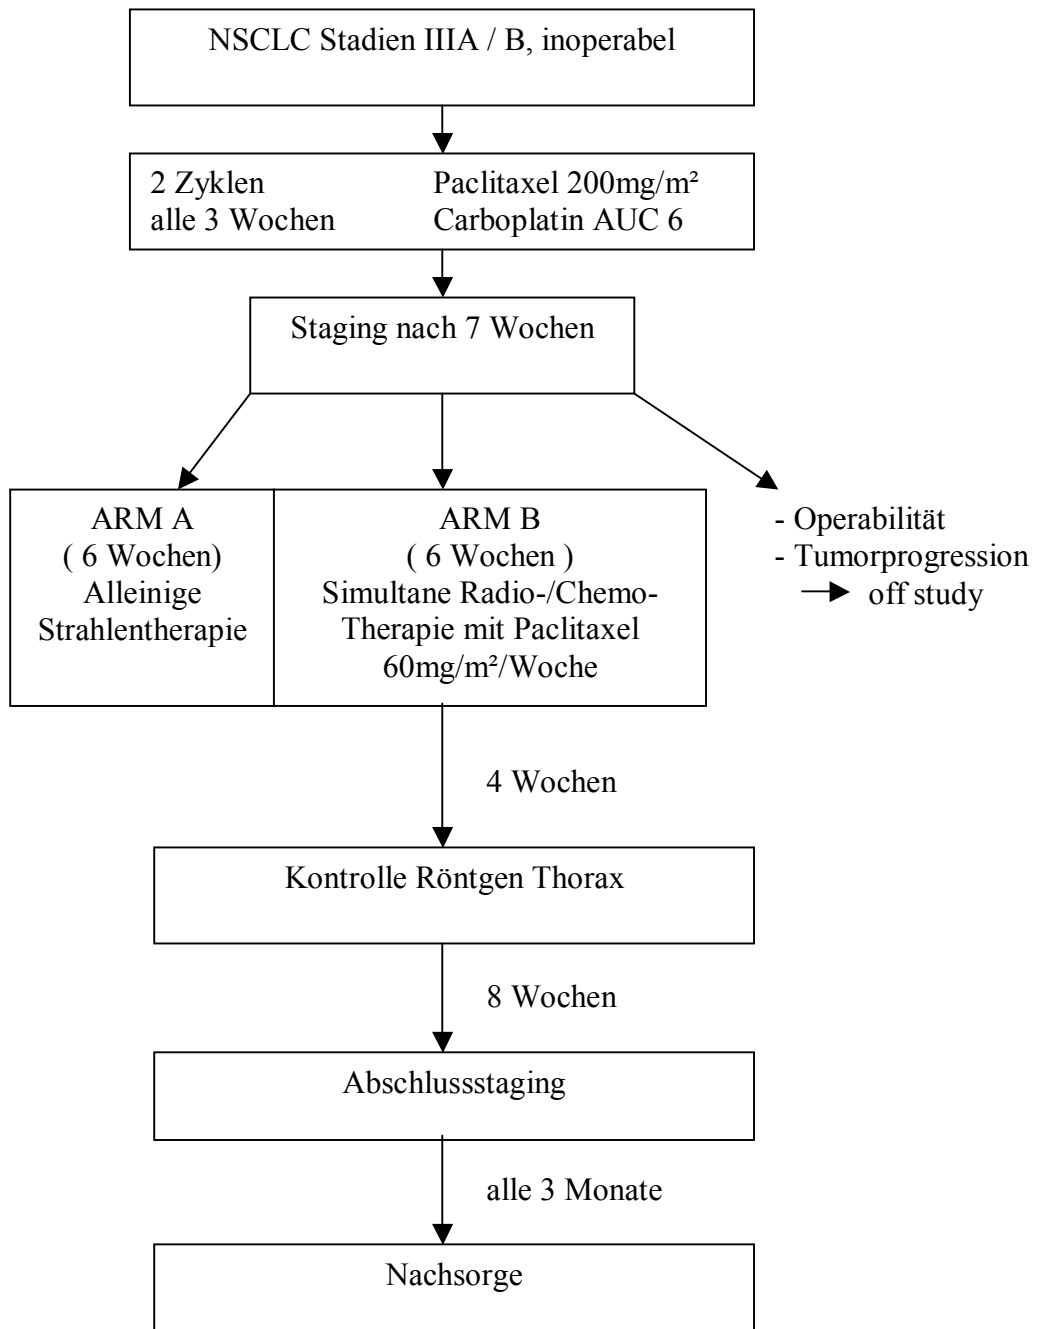 NSCLC Stadien IIIA / B, inoperabel
2 Zyklen Paclitaxel 200mg/m²
alle 3 Wochen Carboplatin AUC 6
Staging nach 7 Wochen
ARM A
( 6 Wochen)
Alleinige
Strahlentherapie
ARM B
( 6 Wochen )
Simultane Radio-/Chemo-
Therapie mit Paclitaxel
60mg/m²/Woche
- Operabilität
- Tumorprogression
off study
4 Wochen
Kontrolle Röntgen Thorax
8 Wochen
Abschlussstaging
alle 3 Monate
Nachsorge